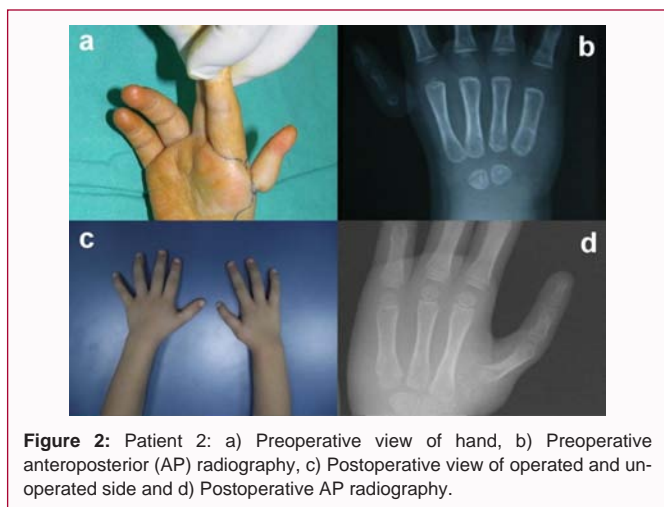 a
b
c
d
Figure 2: Patient 2: a) Preoperative view of hand, b) Preoperative
anteroposterior (AP) radiography, c) Postoperative view of operated and un-
operated side and d) Postoperative AP radiography.